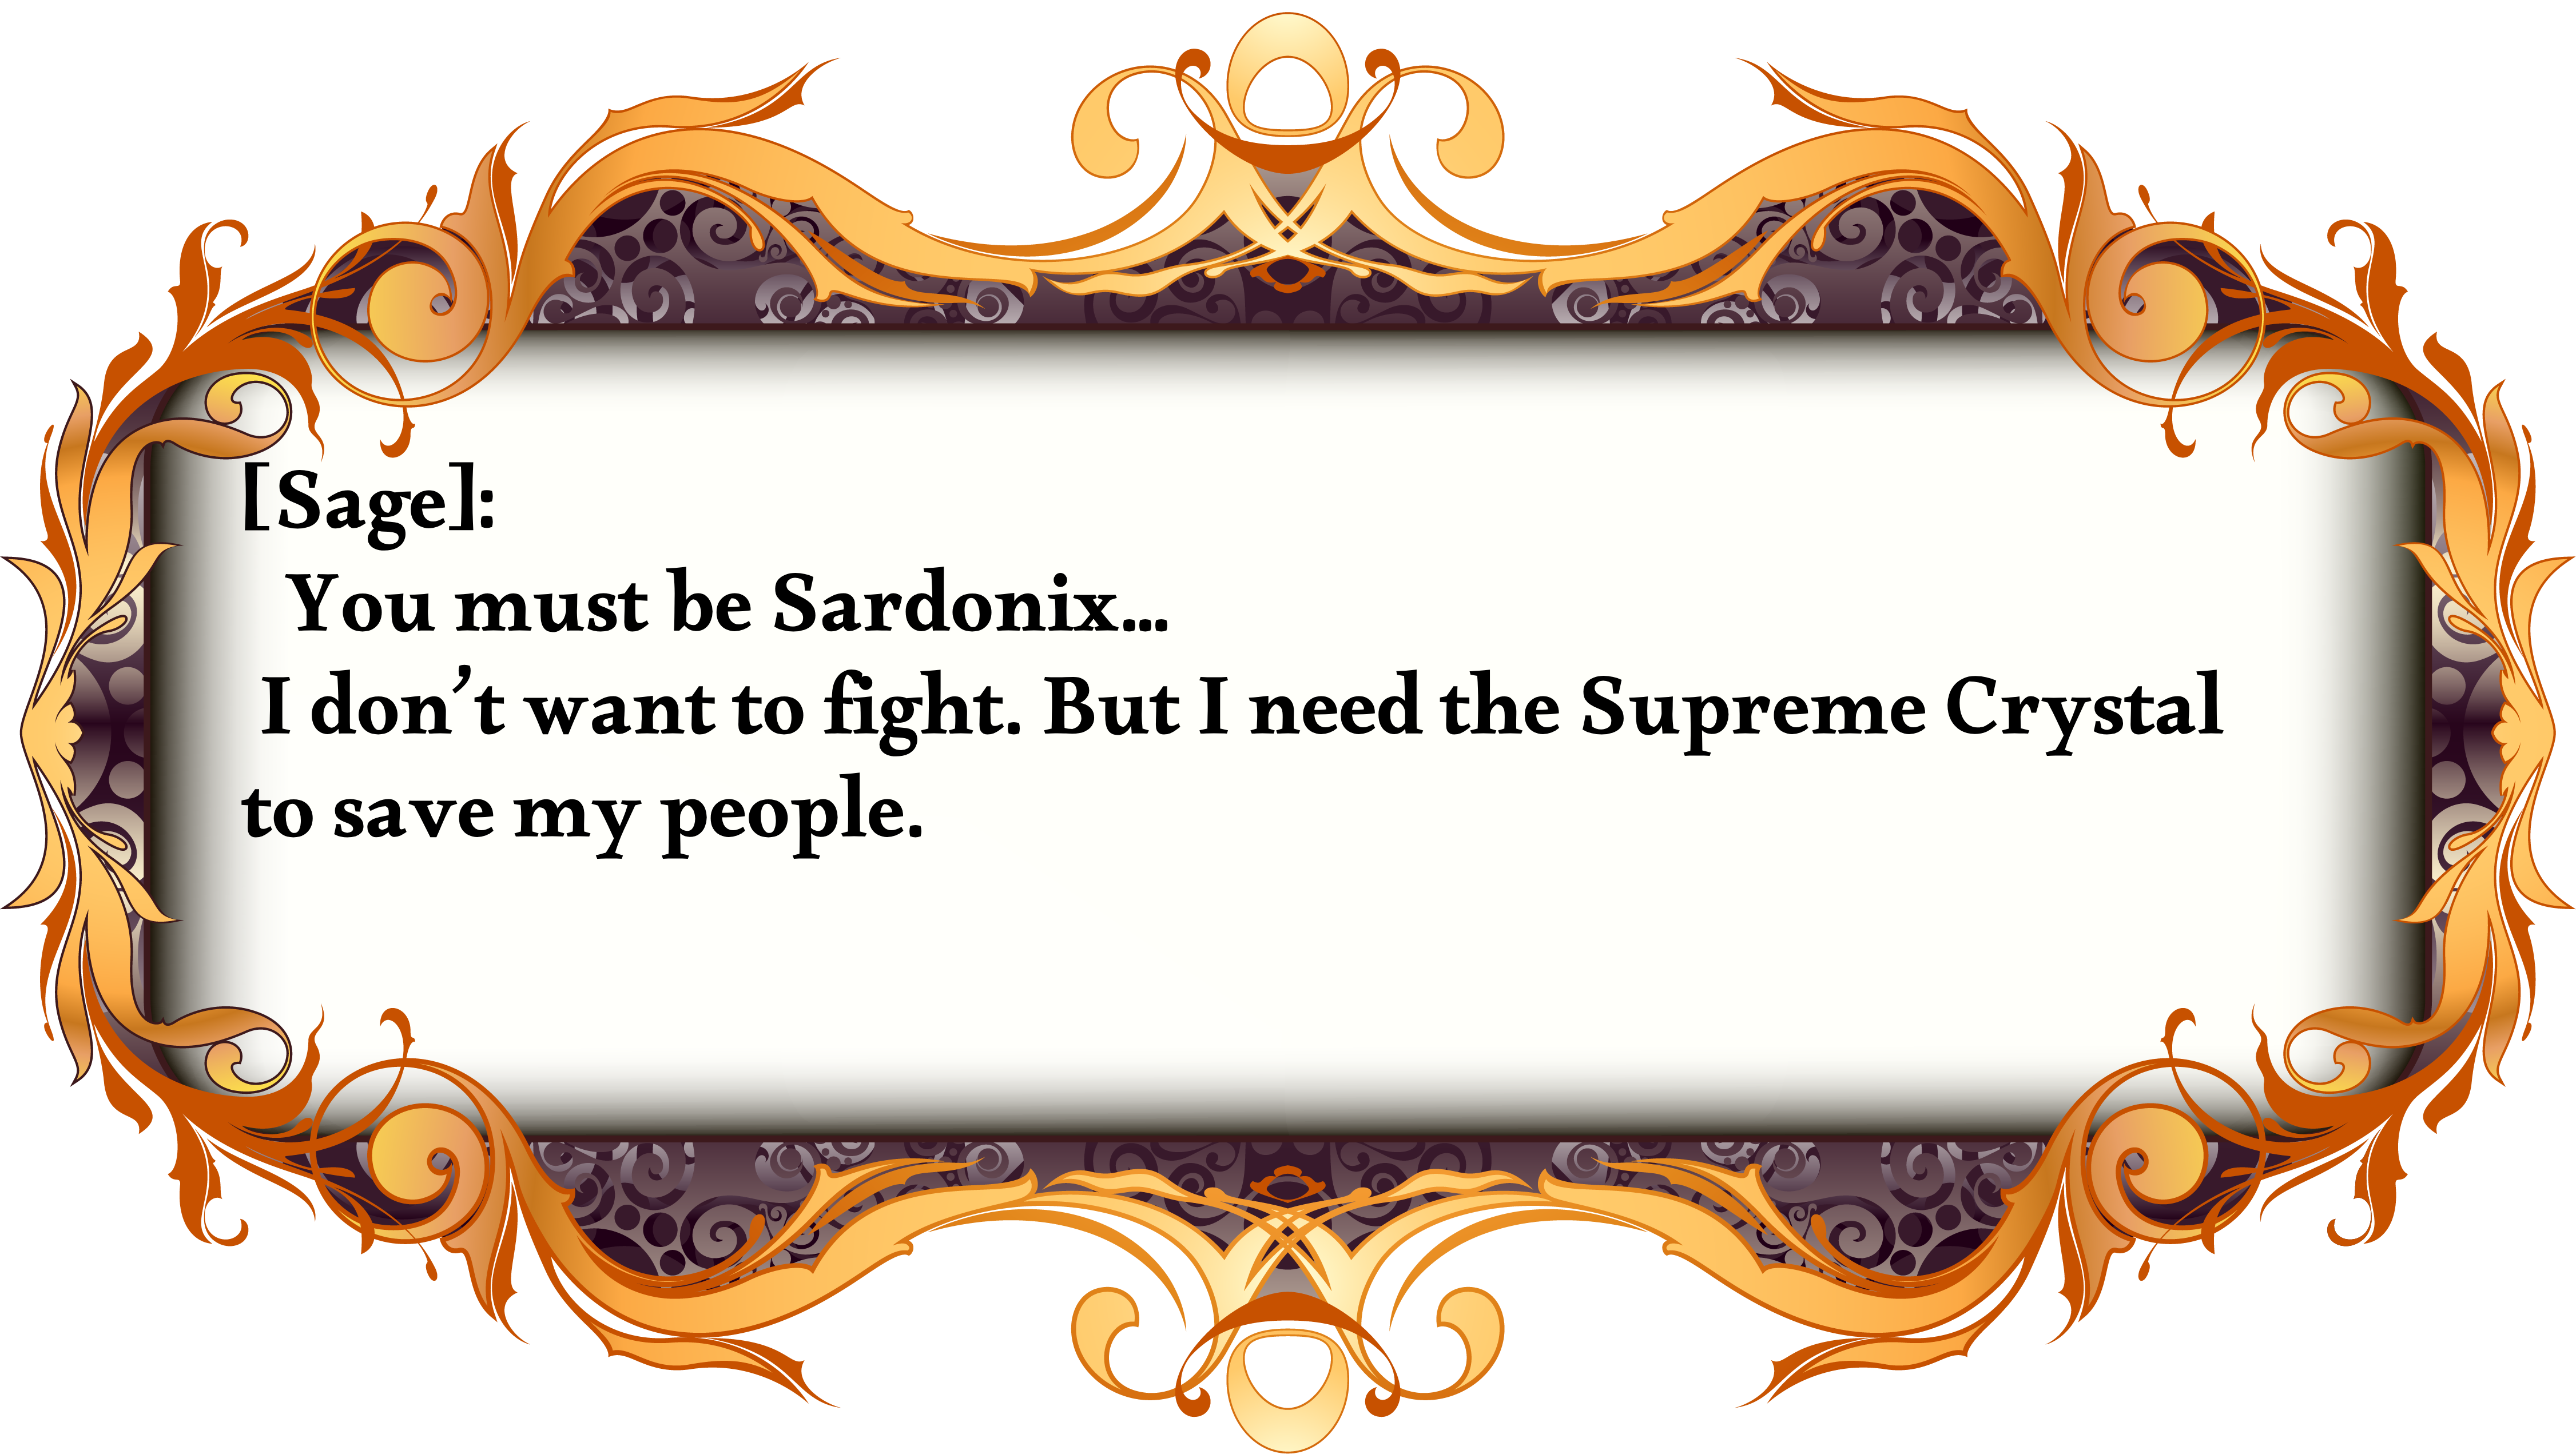 [Sage]:
You must be Sardonix...
I don’t want to fight. But I need the Supreme Crystal
to save my people.